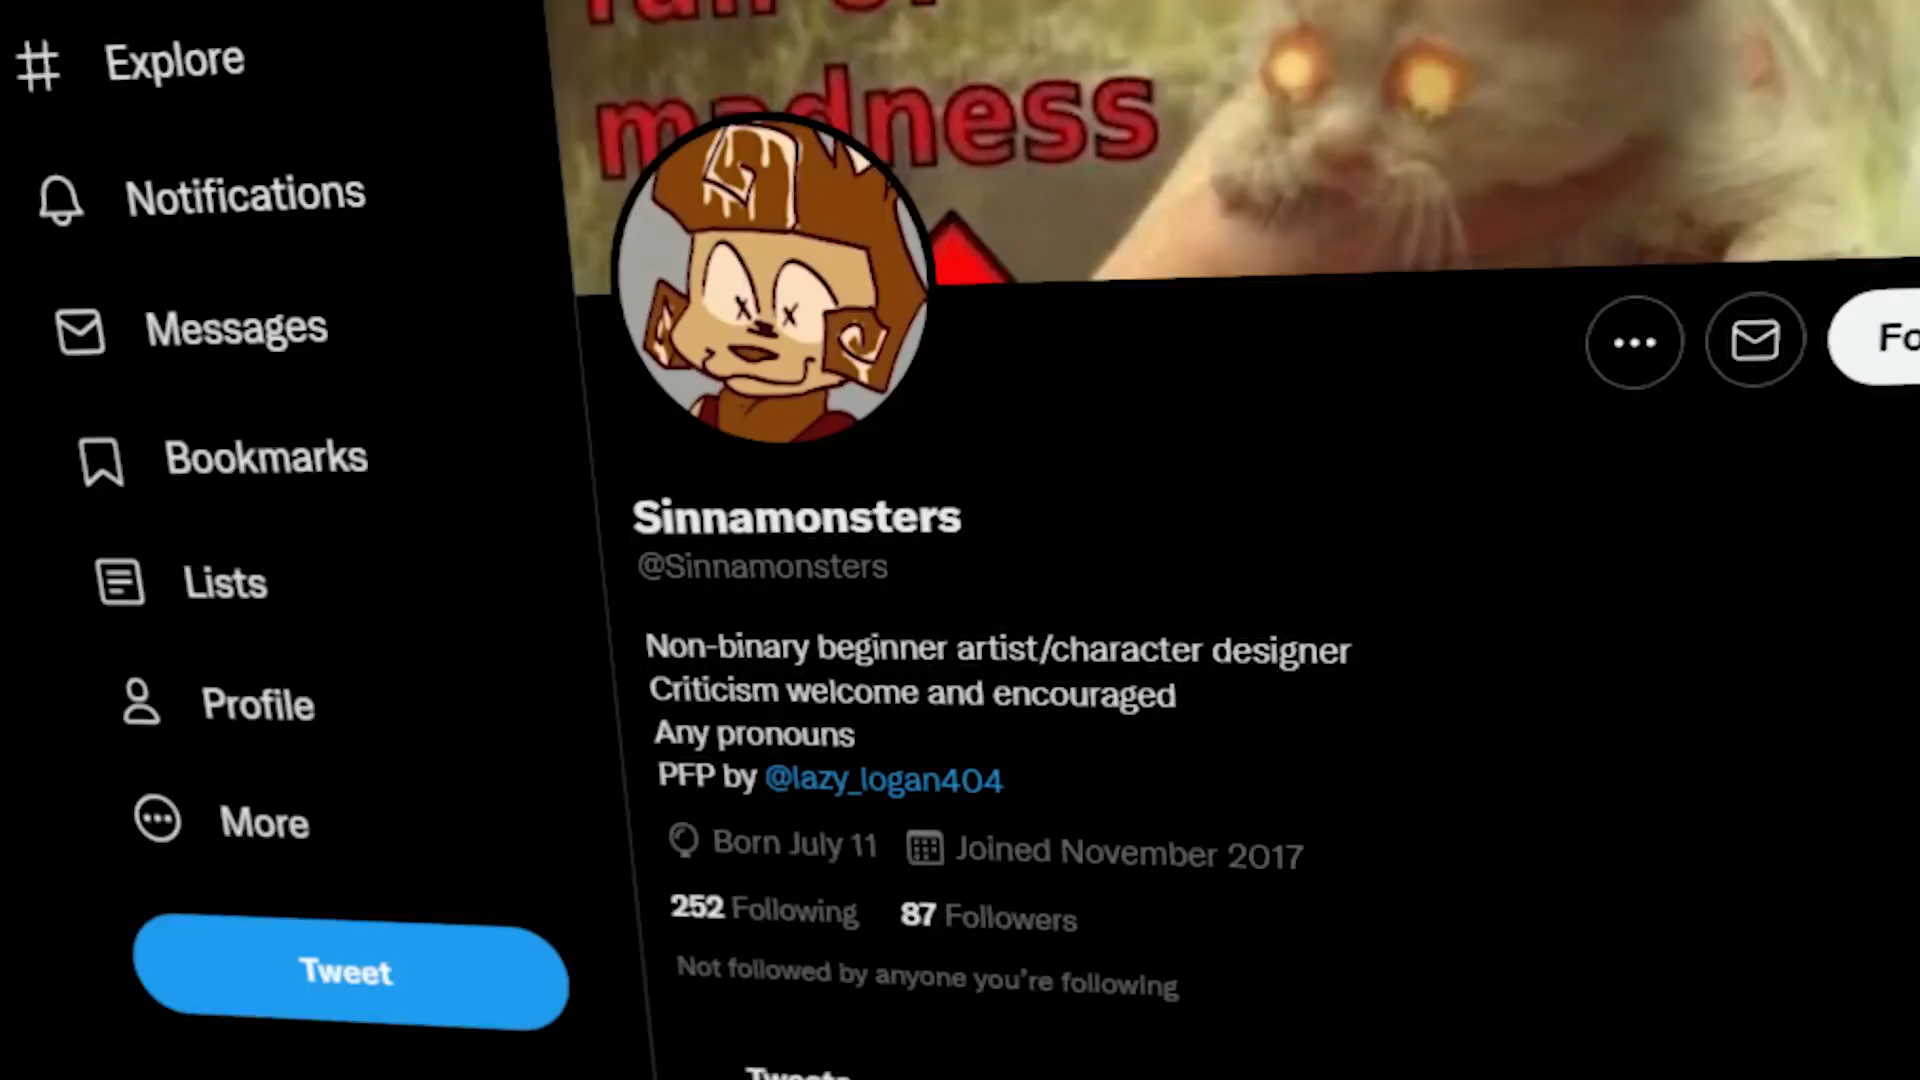 madness
Explore
Notifications
Messages
Bookmarks
Lists
Profile
More
Tweet
Sinnamonsters
@Sinnamonsters
Non-binary beginner artist/character designer
Criticism welcome and encouraged
Any pronouns
PFP by @lazy_logan404
Born July 11 Joined November 2017
252 Following 87 Followers
Not followed by anyone you're following
Tweets